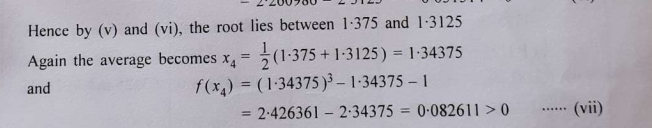 Hence by (v) and (vi), the root lies between 1·375 and 1·3125
Again the average becomes x₄ = 1/2 (1·375 + 1·3125) = 1·34375
and f(x₄) = (1·34375)³ – 1·34375 – 1
= 2·426361 – 2·34375 = 0·082611 > 0 ...... (vii)